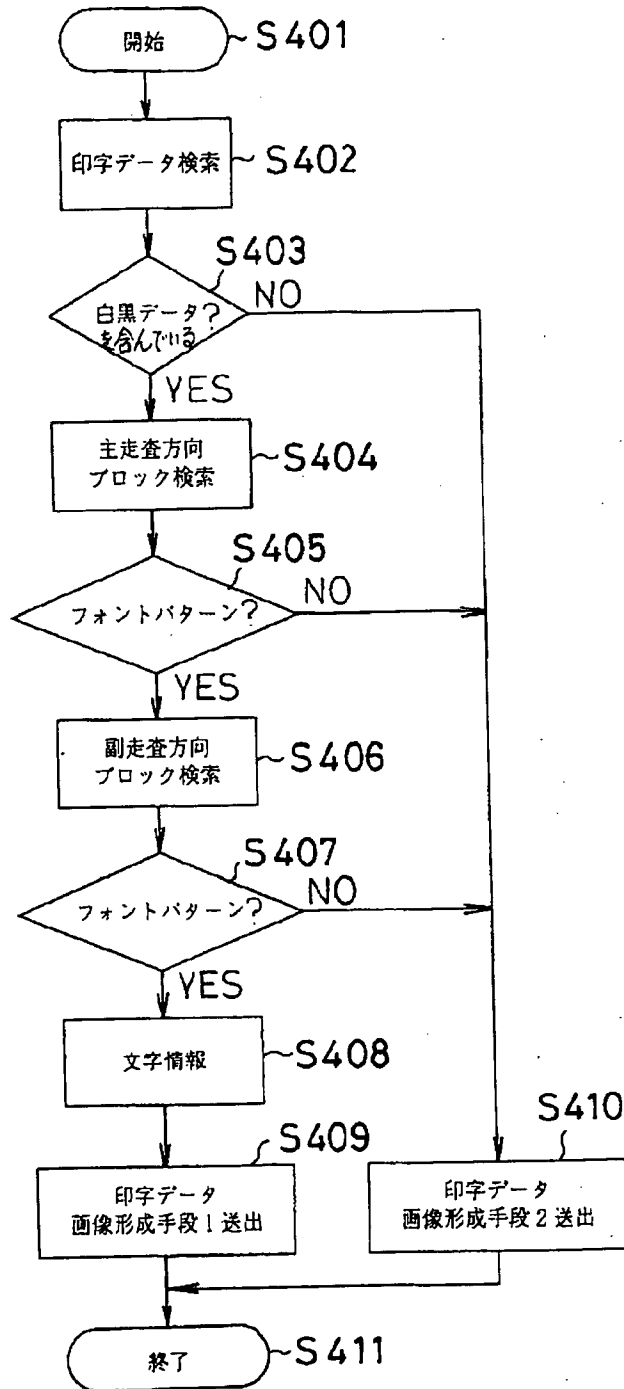 開始
S401
印字データ検索
S402
S403
白黒データ?
を含んでいる
NO
YES
主走査方向
ブロック検索
S404
S405
フォントパターン?
NO
YES
副走査方向
ブロック検索
S406
S407
フォントパターン?
NO
YES
文字情報
S408
S409
印字データ
画像形成手段1送出
S410
印字データ
画像形成手段2送出
終了
S411